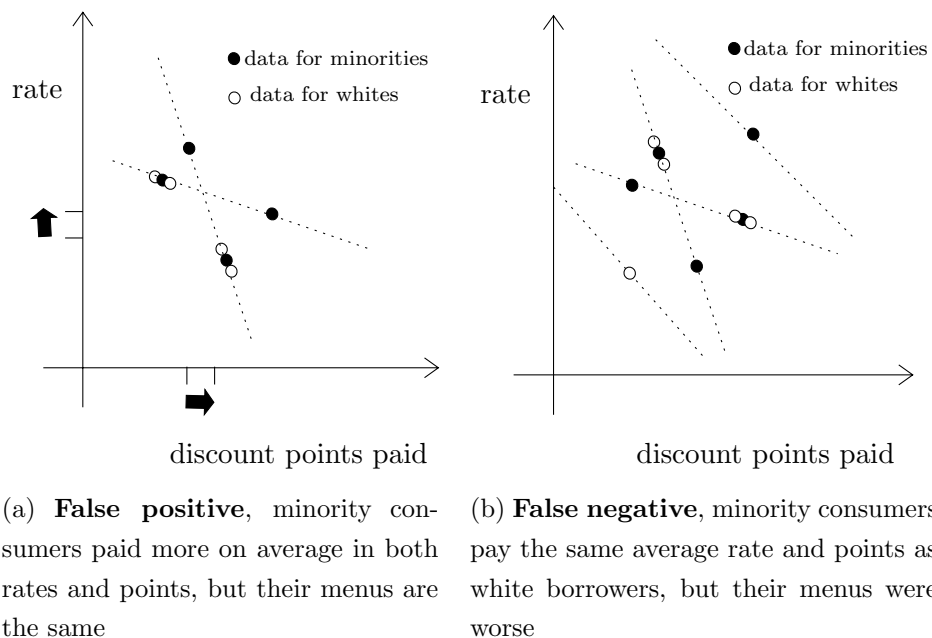 data for minorities
data for whites
rate
discount points paid
(a) False positive, minority con-
sumers paid more on average in both
rates and points, but their menus are
the same
data for minorities
data for whites
rate
discount points paid
(b) False negative, minority consumers
pay the same average rate and points as
white borrowers, but their menus were
worse